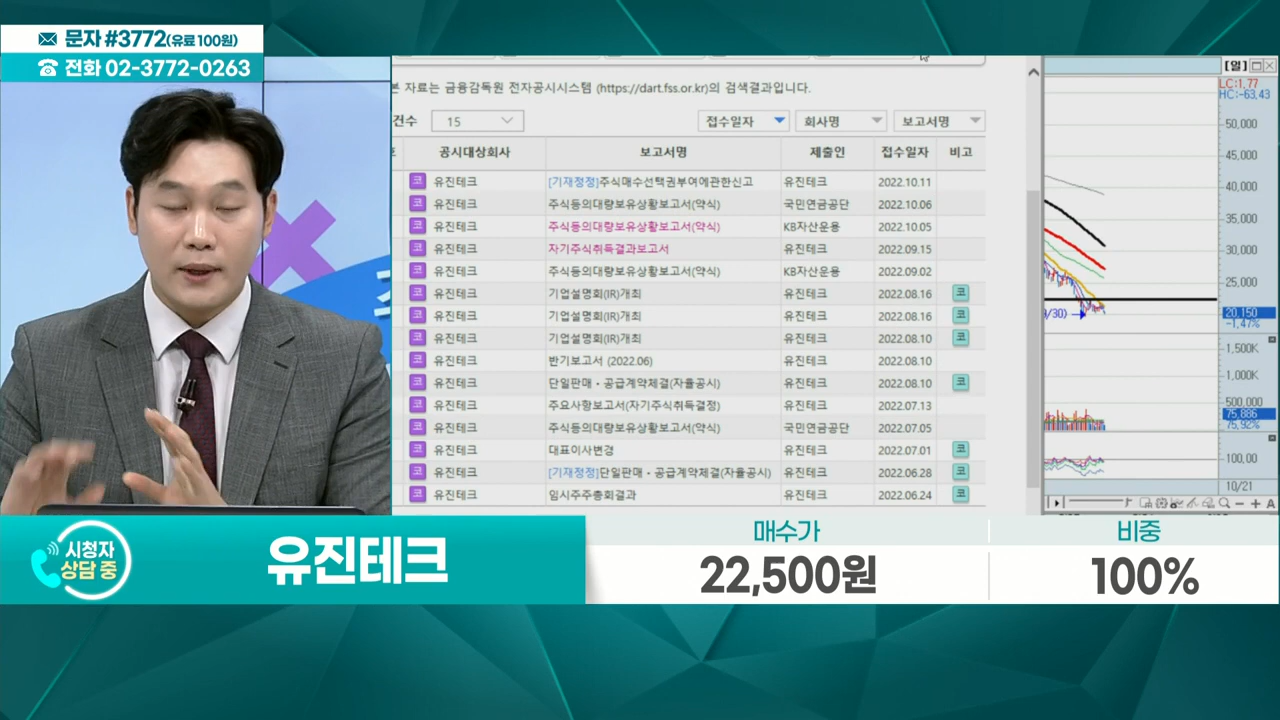 문자 #3772(유료 100원)
전화 02-3772-0263
본 자료는 금융감독원 전자공시시스템 (https://dart.fss.or.kr)의 검색결과입니다.
건수 15 접수일자 회사명 보고서명
공시대상회사 보고서명 제출인 접수일자 비고
코 유진테크 [기재정정]주식매수선택권부여에관한신고 유진테크 2022.10.11
코 유진테크 주식등의대량보유상황보고서(약식) 국민연금공단 2022.10.06
코 유진테크 주식등의대량보유상황보고서(약식) KB자산운용 2022.10.05
코 유진테크 자기주식취득결과보고서 유진테크 2022.09.15
코 유진테크 주식등의대량보유상황보고서(약식) KB자산운용 2022.09.02
코 유진테크 기업설명회(IR)개최 유진테크 2022.08.16 코
코 유진테크 기업설명회(IR)개최 유진테크 2022.08.16 코
코 유진테크 기업설명회(IR)개최 유진테크 2022.08.10 코
코 유진테크 반기보고서 (2022.06) 유진테크 2022.08.10
코 유진테크 단일판매・공급계약체결(자율공시) 유진테크 2022.08.10 코
코 유진테크 주요사항보고서(자기주식취득결정) 유진테크 2022.07.13
코 유진테크 주식등의대량보유상황보고서(약식) 국민연금공단 2022.07.05
코 유진테크 대표이사변경 유진테크 2022.07.01 코
코 유진테크 [기재정정]단일판매・공급계약체결(자율공시) 유진테크 2022.06.28 코
코 유진테크 임시주주총회결과 유진테크 2022.06.24 코
[일]
LC:1.77
HC:-63.43
50,000
45,000
40,000
35,000
30,000
25,000
20,150
-1.47%
/30)
1,500K
1,000K
500,000
75,886
75.92%
100.00
10/21
시청자
상담 중
유진테크
매수가 비중
22,500원 100%